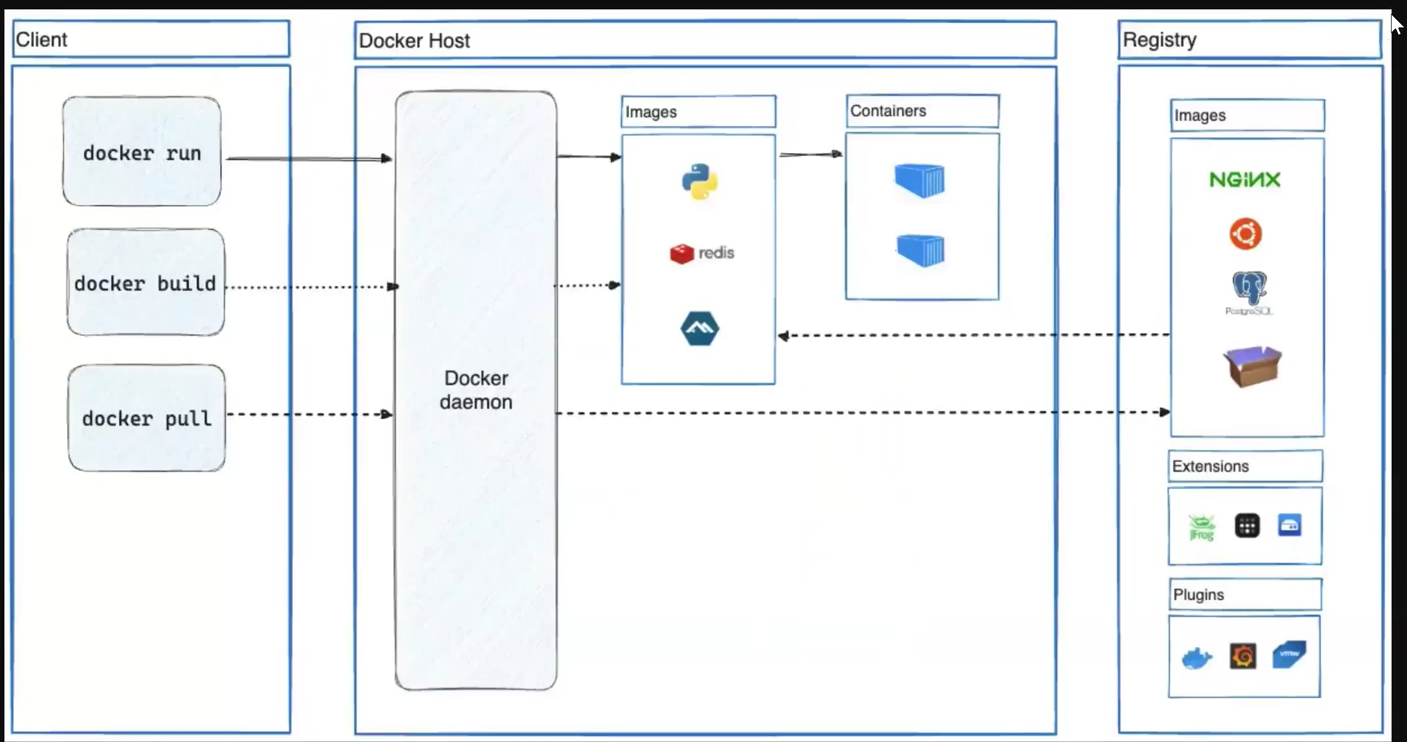 Client
docker run
docker build
docker pull
Docker Host
Docker
daemon
Images
redis
Containers
Registry
Images
NGiNX
PostgreSQL
Extensions
jFrog
Plugins
vmw